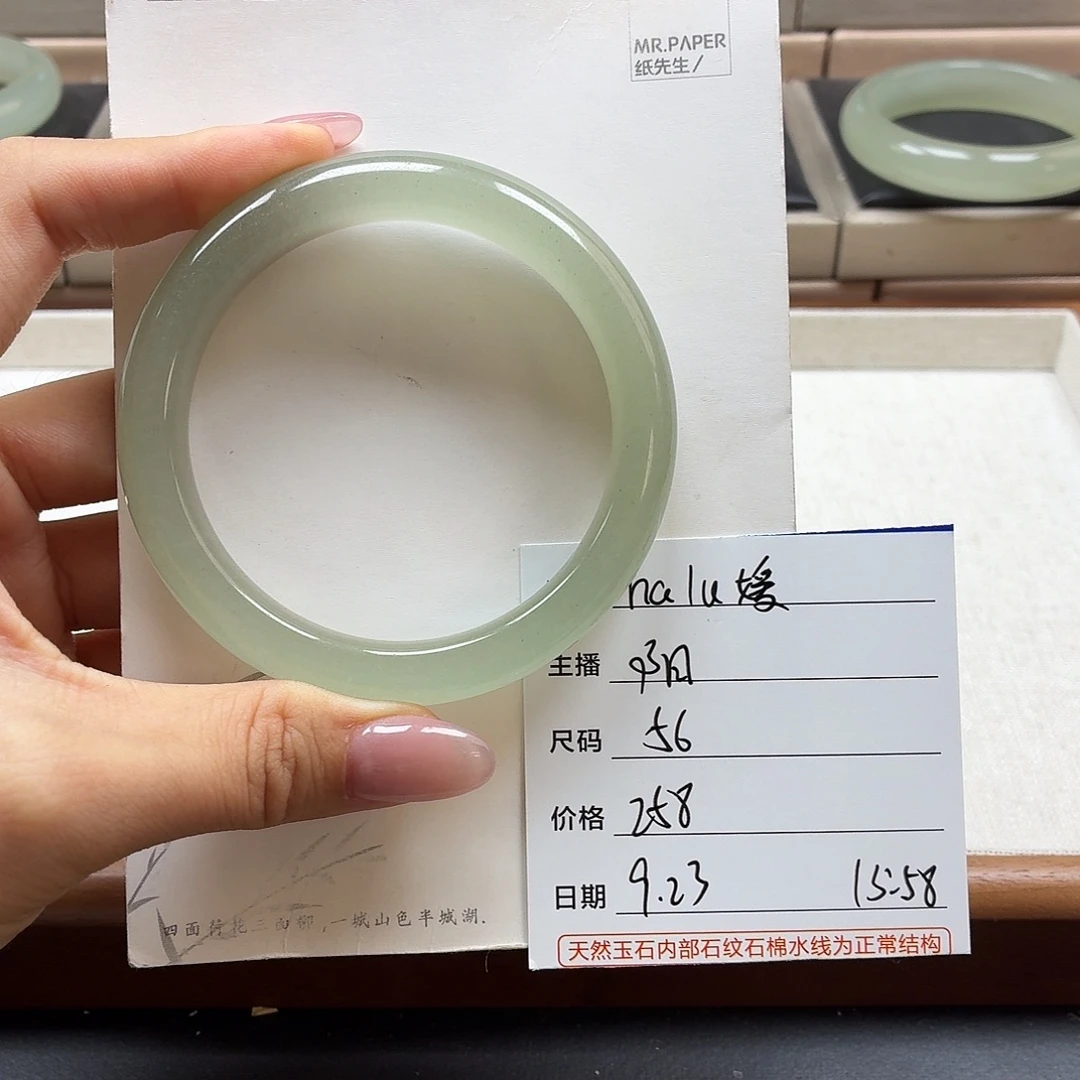 MR.PAPER
纸先生/
nalu媛
主播
尺码 56
价格 258
日期 9.23 15:58
四面荷花三面柳，一城山色半城湖.
天然玉石内部石纹石棉水线为正常结构